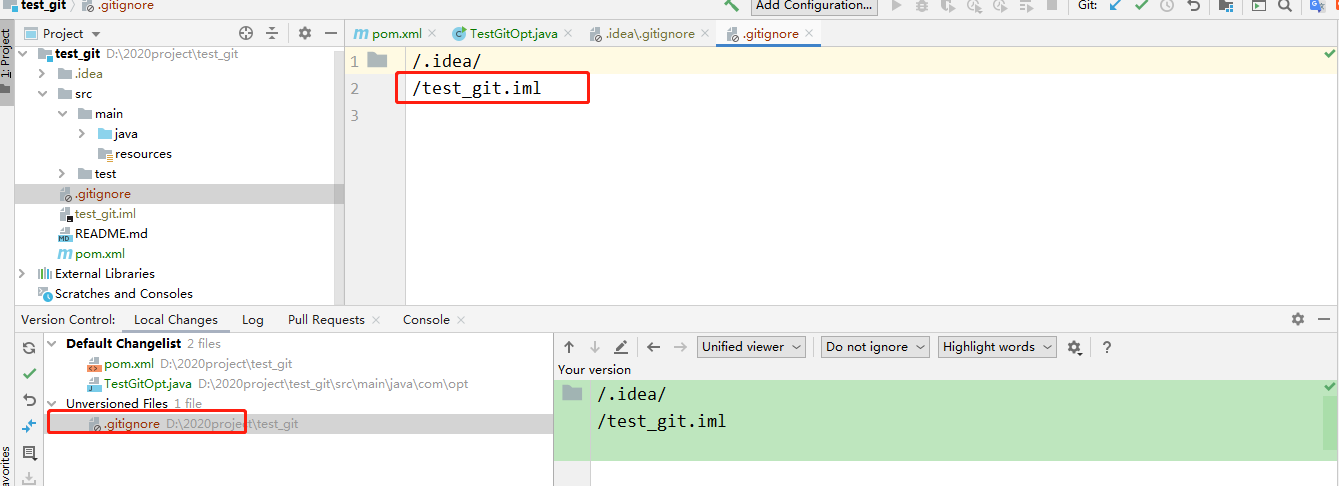 test_git
.gitignore
Add Configuration...
Git:
1: Project
Project
pom.xml
TestGitOpt.java
.idea\.gitignore
.gitignore
test_git D:\2020project\test_git
.idea
src
main
java
resources
test
.gitignore
test_git.iml
README.md
pom.xml
External Libraries
Scratches and Consoles
1 /.idea/
2 /test_git.iml
3
Version Control:
Local Changes
Log
Pull Requests
Console
Default Changelist 2 files
pom.xml D:\2020project\test_git
TestGitOpt.java D:\2020project\test_git\src\main\java\com\opt
Unversioned Files 1 file
.gitignore D:\2020project\test_git
Unified viewer
Do not ignore
Highlight words
?
Your version
/.idea/
/test_git.iml
avorites